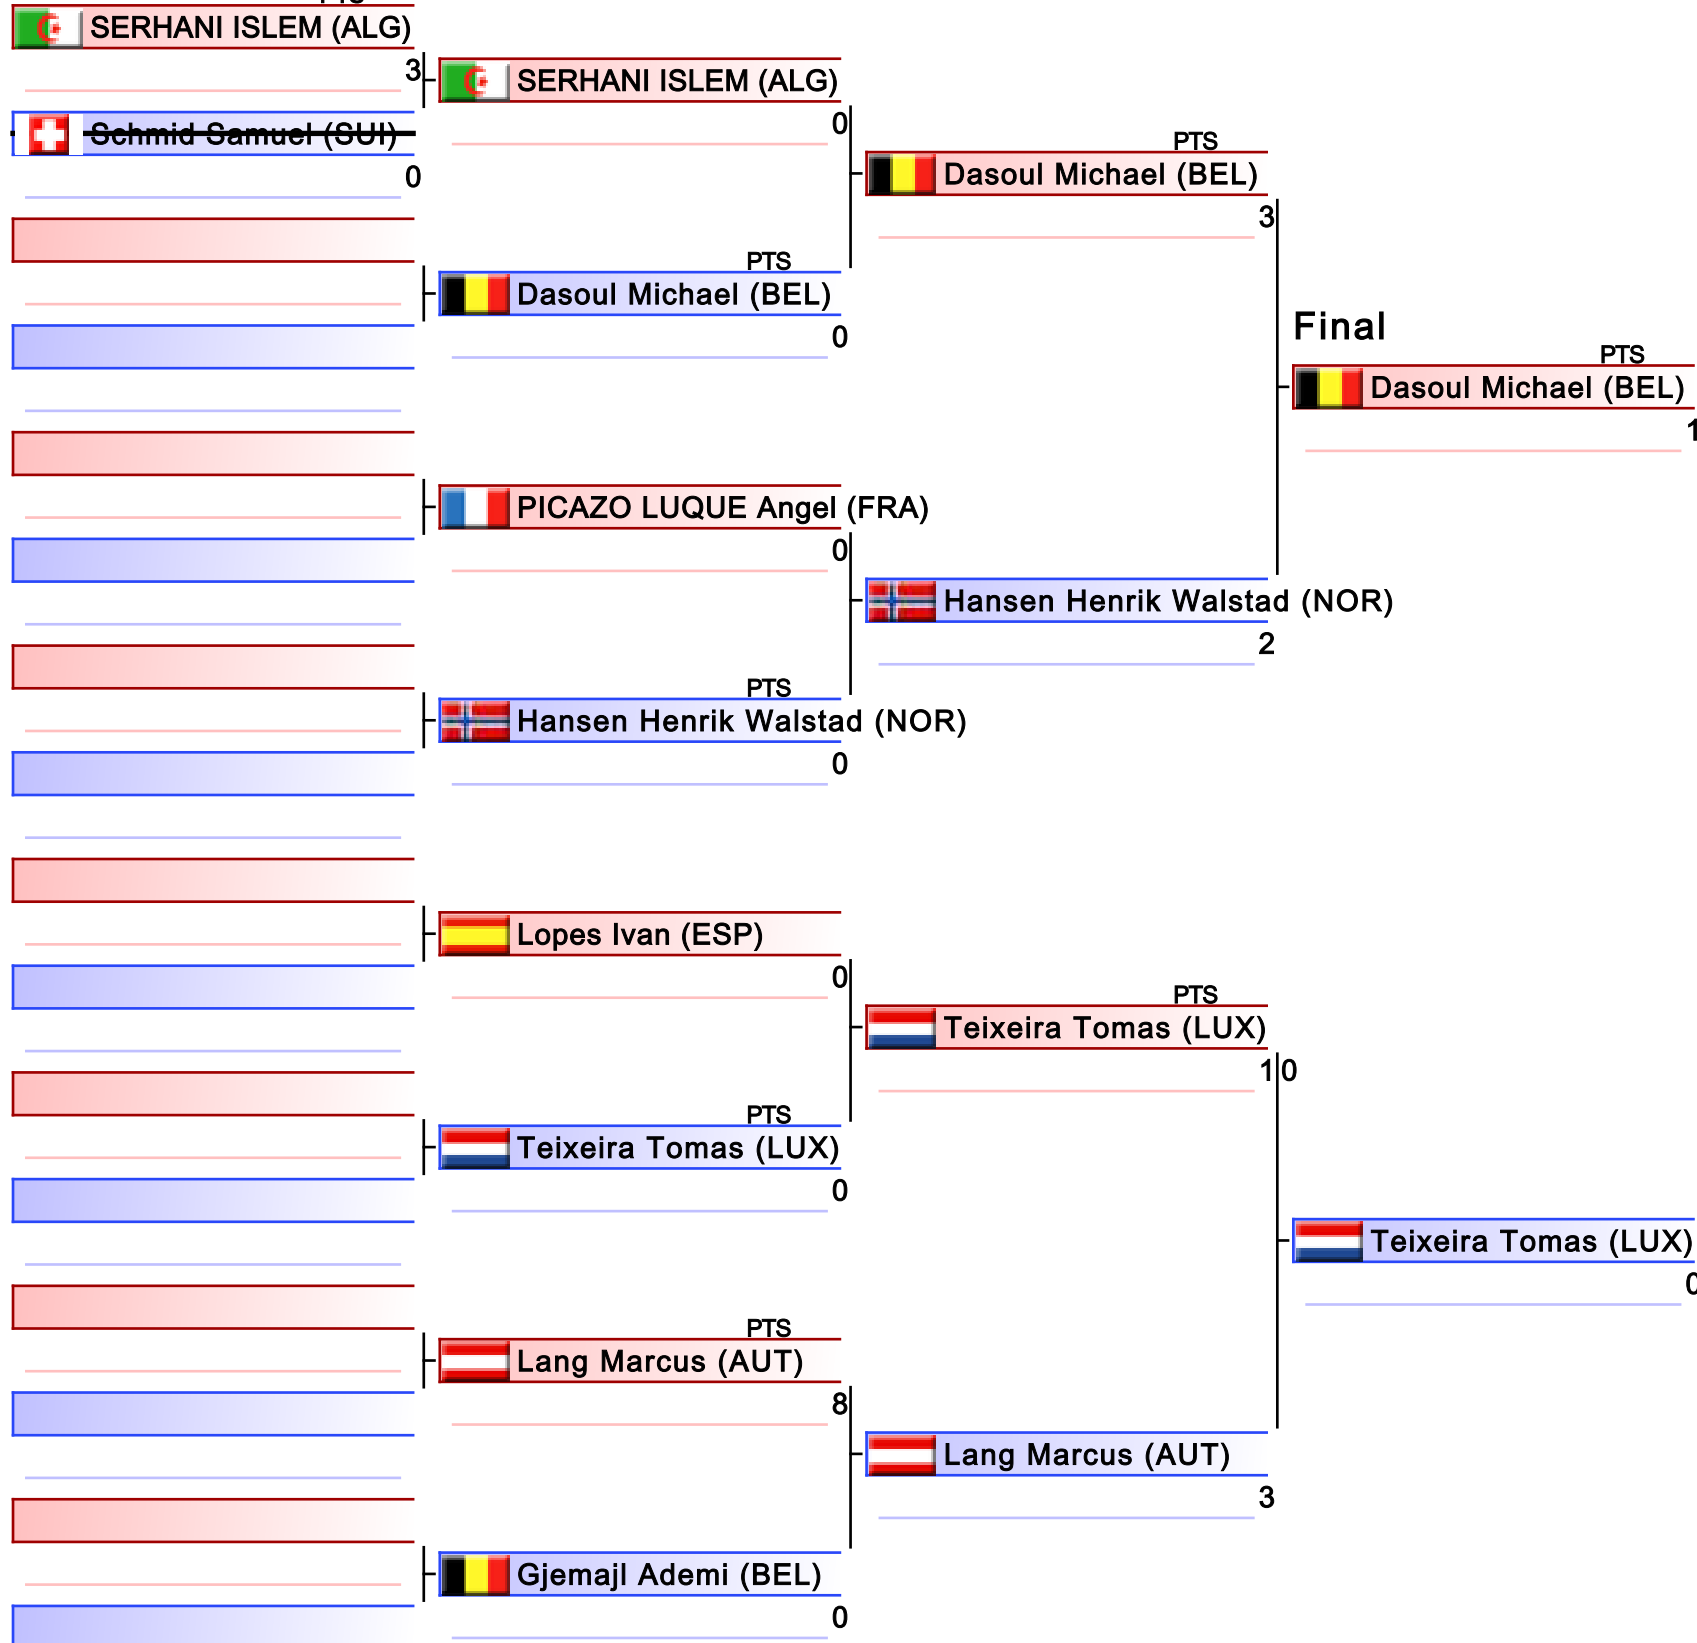 PTS
SERHANI ISLEM (ALG)
3
Schmid Samuel (SUI)
0
SERHANI ISLEM (ALG)
0
PTS
Dasoul Michael (BEL)
0
PICAZO LUQUE Angel (FRA)
0
PTS
Hansen Henrik Walstad (NOR)
0
Lopes Ivan (ESP)
0
PTS
Teixeira Tomas (LUX)
0
PTS
Lang Marcus (AUT)
8
Gjemajl Ademi (BEL)
0
PTS
Dasoul Michael (BEL)
3
Hansen Henrik Walstad (NOR)
2
PTS
Teixeira Tomas (LUX)
10
Lang Marcus (AUT)
3
Final
PTS
Dasoul Michael (BEL)
1
Teixeira Tomas (LUX)
0